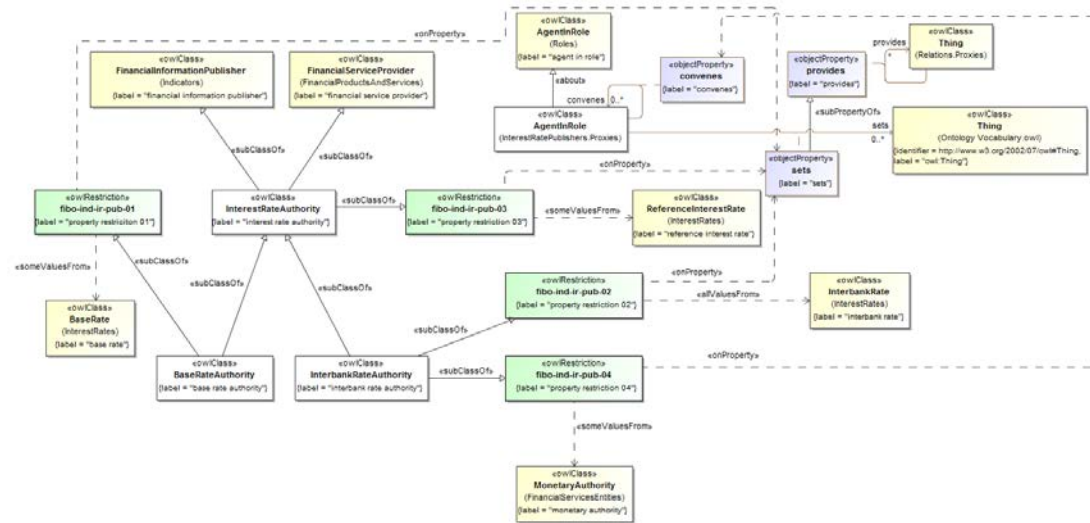 «onProperty»
«owlClass»
AgentInRole
(Roles)
[label = "agent in role"]
«owlClass»
FinancialInformationPublisher
(Indicators)
[label = "financial information publisher"]
«owlClass»
FinancialServiceProvider
(FinancialProductsAndServices)
[label = "financial service provider"]
«objectProperty»
convenes
[label = "convenes"]
«objectProperty»
provides
[label = "provides"]
provides
*
«owlClass»
Thing
(Relations.Proxies)
«about»
convenes
0..*
«subPropertyOf»
«owlClass»
AgentInRole
(InterestRatePublishers.Proxies)
sets
0..*
«owlClass»
Thing
(Ontology Vocabulary.owl)
{identifier = http://www.w3.org/2002/07/owl#Thing,
label = "owl:Thing"}
«subClassOf»
«subClassOf»
«onProperty»
«objectProperty»
sets
[label = "sets"]
«owlRestriction»
fibo-ind-ir-pub-01
[label = "property restriciton 01"]
«owlClass»
InterestRateAuthority
[label = "interest rate authority"]
«subClassOf»
«owlRestriction»
fibo-ind-ir-pub-03
[label = "property restriction 03"]
«someValuesFrom»
«owlClass»
ReferenceInterestRate
(InterestRates)
[label = "reference interest rate"]
«someValuesFrom»
«subClassOf»
«subClassOf»
«subClassOf»
«owlRestriction»
fibo-ind-ir-pub-02
[label = "property restriction 02"]
«onProperty»
«allValuesFrom»
«owlClass»
InterbankRate
(InterestRates)
[label = "interbank rate"]
«owlClass»
BaseRate
(InterestRates)
[label = "base rate"]
«subClassOf»
«owlClass»
BaseRateAuthority
[label = "base rate authority"]
«owlClass»
InterbankRateAuthority
[label = "interbank rate authority"]
«subClassOf»
«owlRestriction»
fibo-ind-ir-pub-04
[label = "property restriction 04"]
«onProperty»
«someValuesFrom»
«owlClass»
MonetaryAuthority
(FinancialServicesEntities)
[label = "monetary authority"]